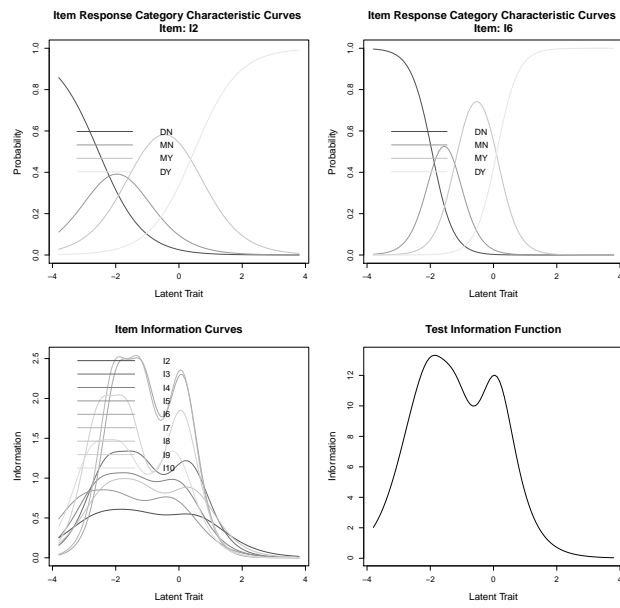 Item Response Category Characteristic Curves
Item: I2
Probability
1.0
0.8
0.6
0.4
0.2
0.0
DN
MN
MY
DY
−4
−2
0
2
4
Latent Trait
Item Response Category Characteristic Curves
Item: I6
Probability
1.0
0.8
0.6
0.4
0.2
0.0
DN
MN
MY
DY
−4
−2
0
2
4
Latent Trait
Item Information Curves
Information
2.5
2.0
1.5
1.0
0.5
0.0
I2
I3
I4
I5
I6
I7
I8
I9
I10
−4
−2
0
2
4
Latent Trait
Test Information Function
Information
12
10
8
6
4
2
0
−4
−2
0
2
4
Latent Trait